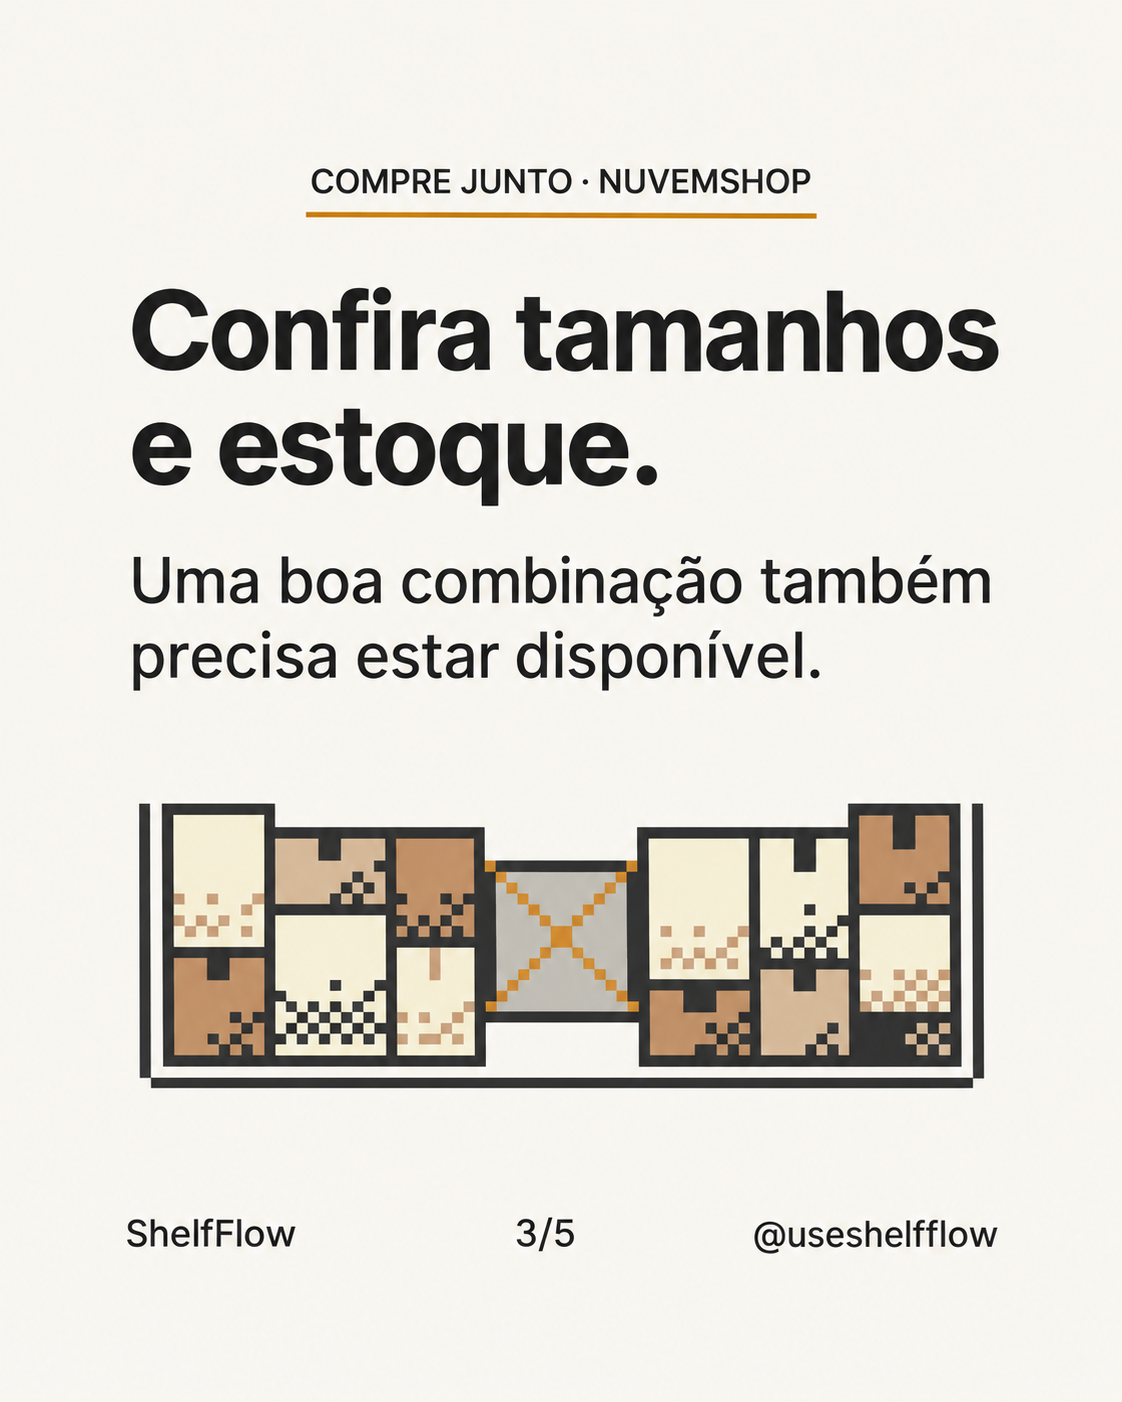 COMPRE JUNTO · NUVEMSHOP
Confira tamanhos
e estoque.
Uma boa combinação também
precisa estar disponível.
ShelfFlow
3/5
@useshelfflow